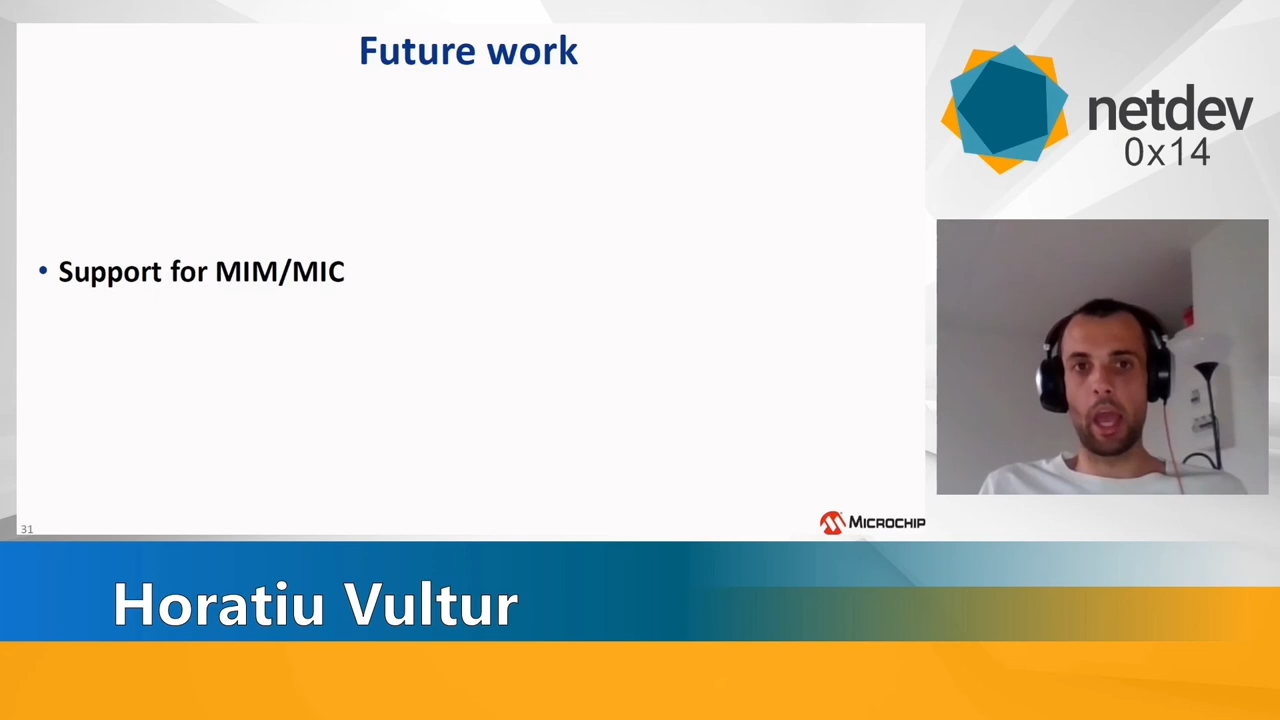 Future work
• Support for MIM/MIC
31
MICROCHIP
netdev
0x14
Horatiu Vultur